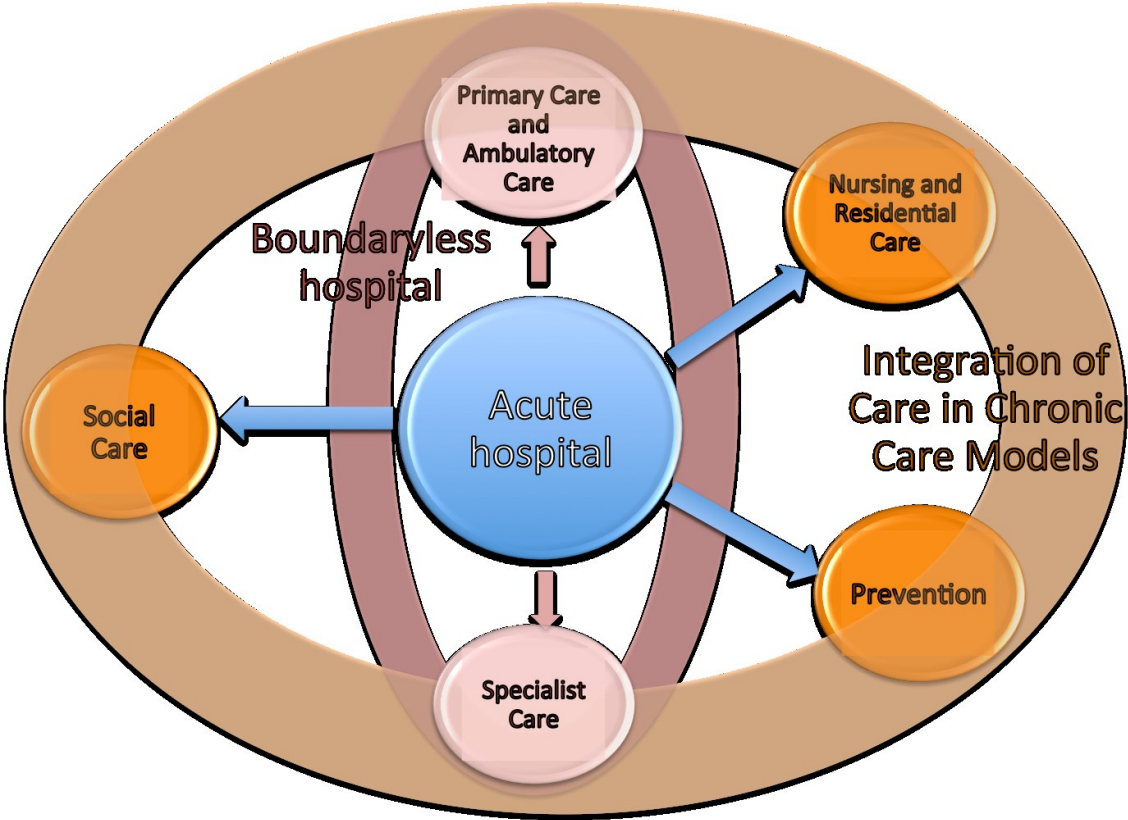 Primary Care
and
Ambulatory
Care
Nursing and
Residential
Care
Boundaryless
hospital
Integration of
Care in Chronic
Care Models
Acute
hospital
Social
Care
Prevention
Specialist
Care